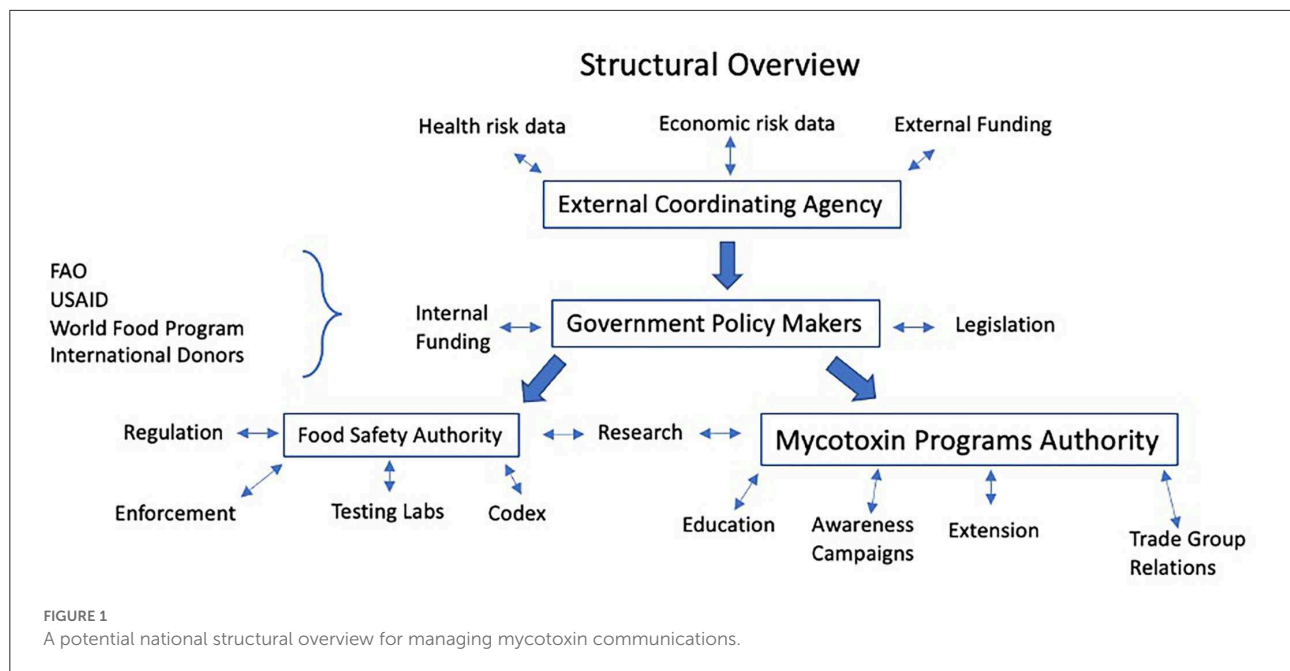 Structural Overview
Health risk data
Economic risk data
External Funding
External Coordinating Agency
FAO
USAID
World Food Program
International Donors
Internal
Funding
Government Policy Makers
Legislation
Regulation
Food Safety Authority
Research
Mycotoxin Programs Authority
Enforcement
Testing Labs
Codex
Education
Awareness
Campaigns
Extension
Trade Group
Relations
FIGURE 1
A potential national structural overview for managing mycotoxin communications.